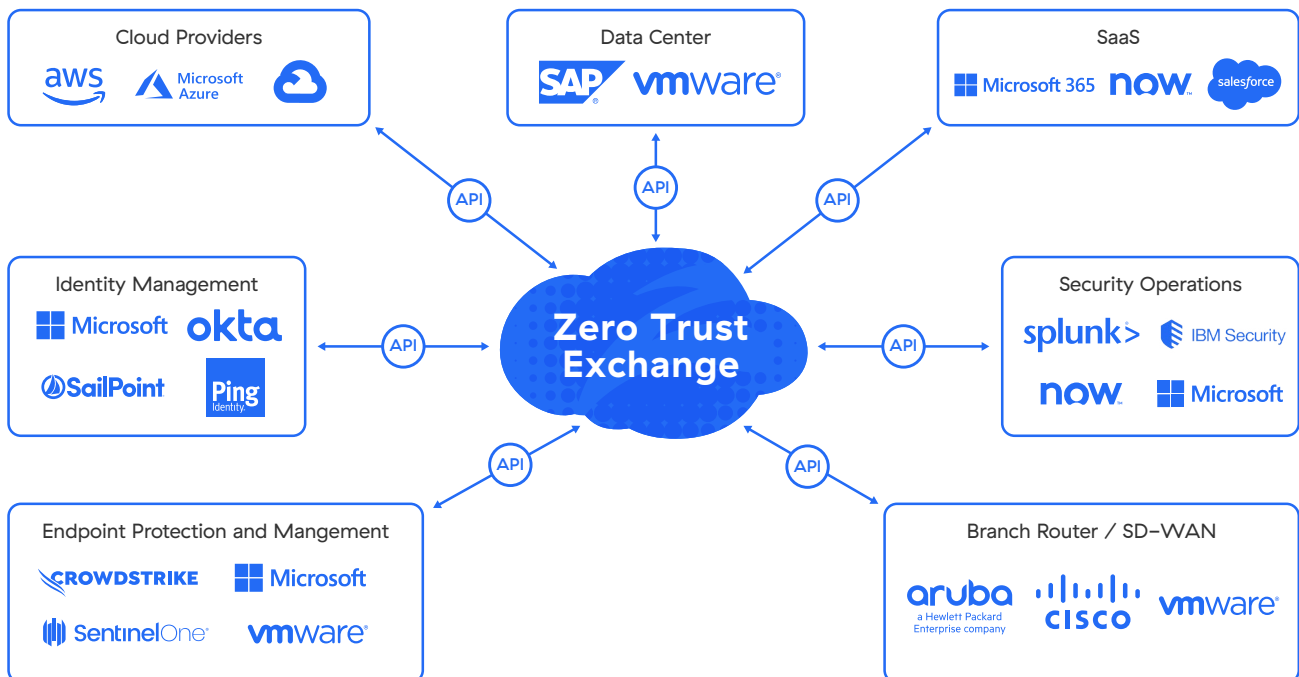 Cloud Providers
aws
Microsoft
Azure
Data Center
SAP
®
vmware®
SaaS
Microsoft 365
now™
salesforce
API
API
API
Identity Management
Microsoft
okta
SailPoint
Ping
Identity.
API
Zero Trust
Exchange
API
Security Operations
splunk>
IBM Security
now™
Microsoft
API
API
Endpoint Protection and Mangement
CROWDSTRIKE
Microsoft
SentinelOne®
vmware®
Branch Router / SD–WAN
aruba
a Hewlett Packard
Enterprise company
CISCO
vmware®